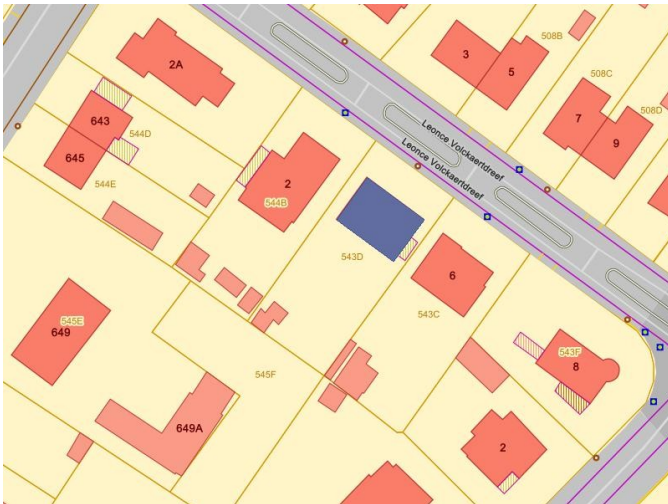 3
5
508B
2A
508C
7
508D
9
643
544D
645
544E
Leonce Volckaertdreef
Leonce Volckaertdreef
2
544B
543D
6
543C
649
545E
543F
8
545F
649A
2